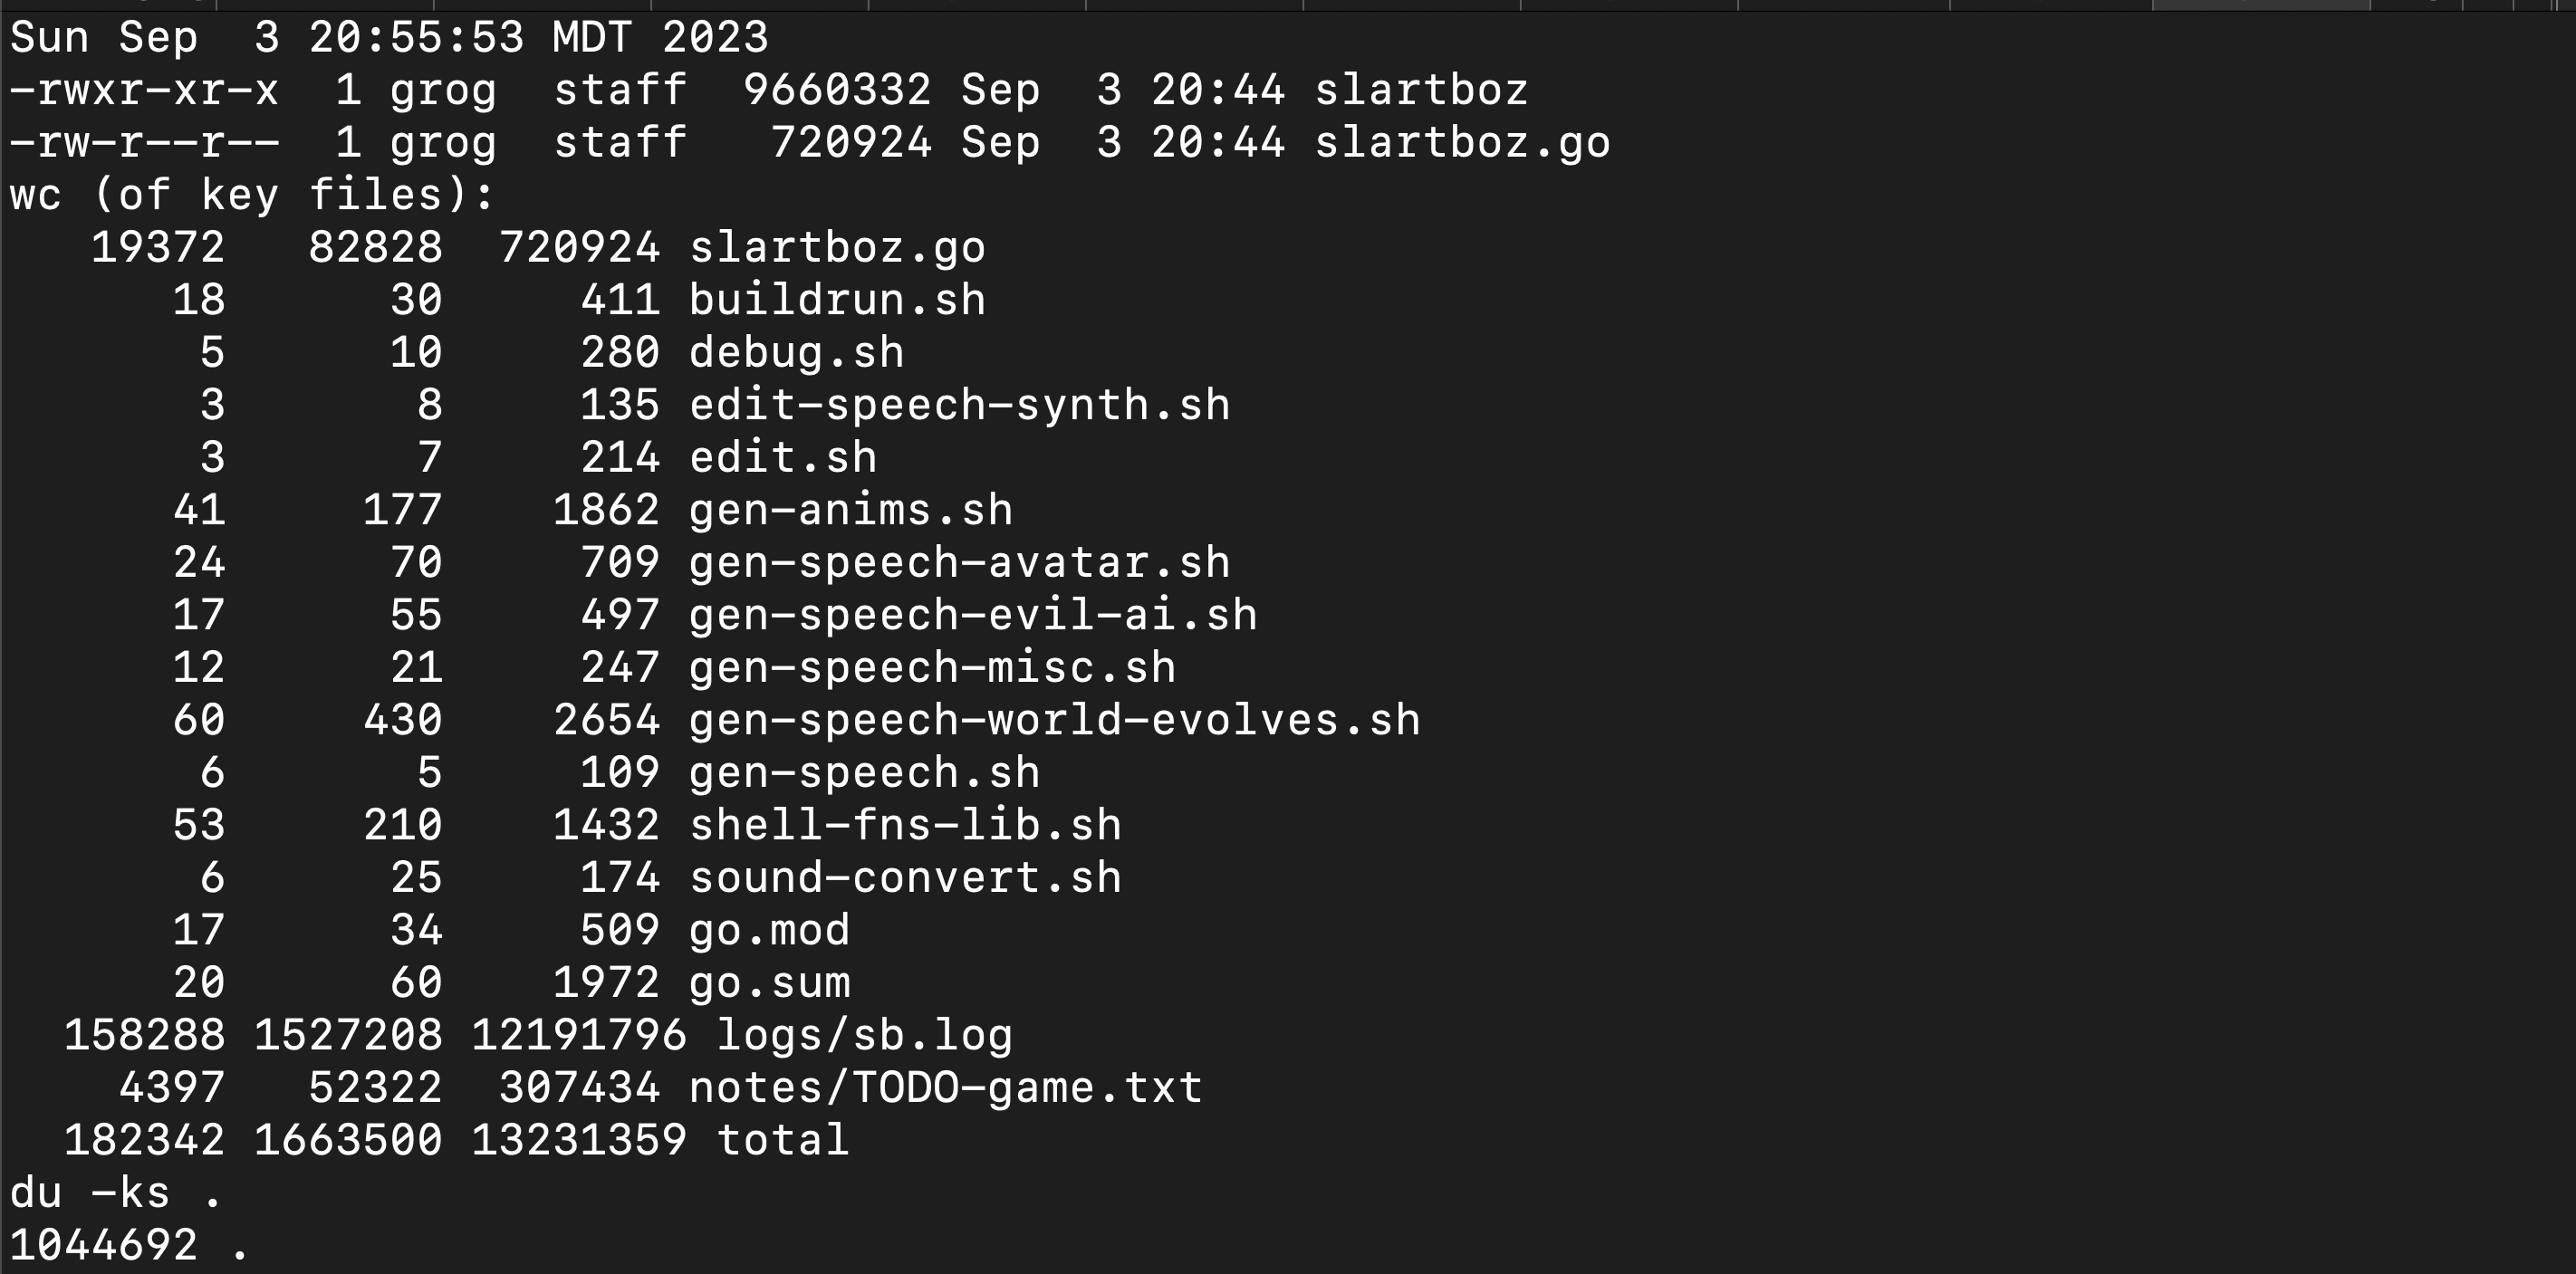 Sun Sep  3 20:55:53 MDT 2023
-rwxr-xr-x  1 grog  staff  9660332 Sep  3 20:44 slartboz
-rw-r--r--  1 grog  staff   720924 Sep  3 20:44 slartboz.go
wc (of key files):
   19372   82828  720924 slartboz.go
      18      30     411 buildrun.sh
       5      10     280 debug.sh
       3       8     135 edit-speech-synth.sh
       3       7     214 edit.sh
      41     177    1862 gen-anims.sh
      24      70     709 gen-speech-avatar.sh
      17      55     497 gen-speech-evil-ai.sh
      12      21     247 gen-speech-misc.sh
      60     430    2654 gen-speech-world-evolves.sh
       6       5     109 gen-speech.sh
      53     210    1432 shell-fns-lib.sh
       6      25     174 sound-convert.sh
      17      34     509 go.mod
      20      60    1972 go.sum
  158288 1527208 12191796 logs/sb.log
    4397   52322  307434 notes/TODO-game.txt
  182342 1663500 13231359 total
du -ks .
1044692 .